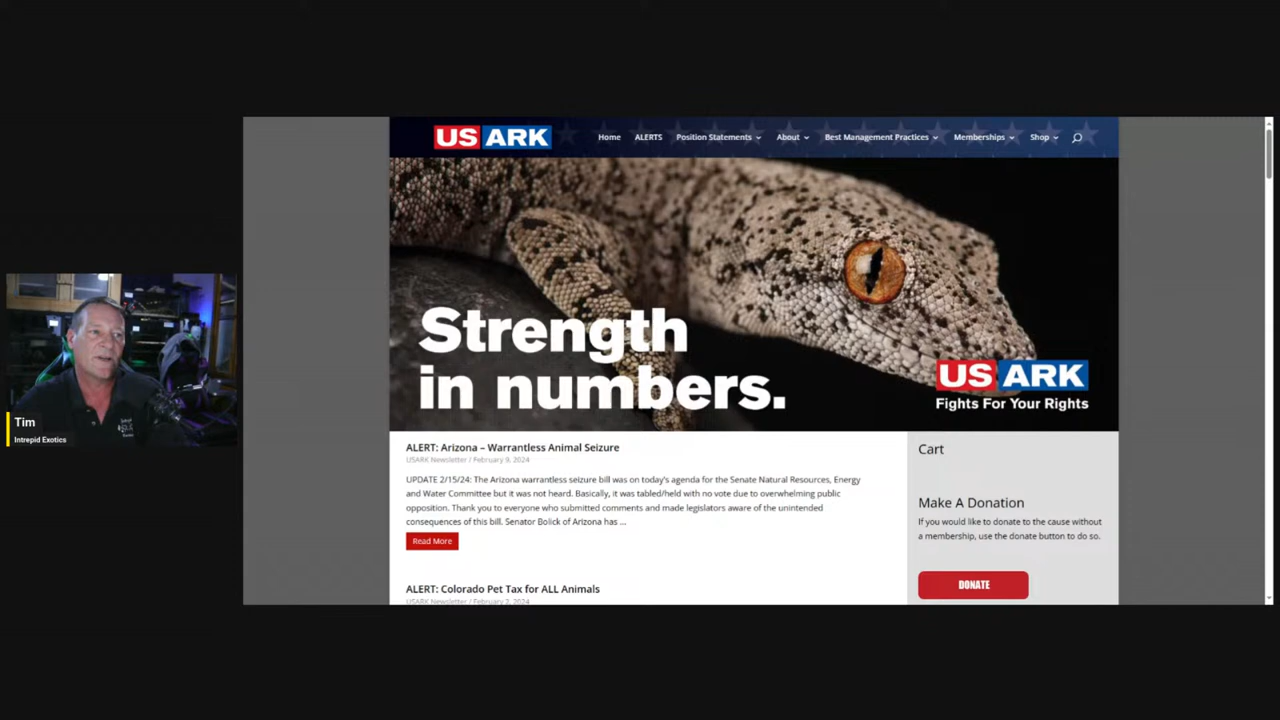 US ARK
Home ALERTS Position Statements About Best Management Practices Memberships Shop
Strength
in numbers.
US ARK
Fights For Your Rights
Tim
Intrepid Exotics
ALERT: Arizona – Warrantless Animal Seizure
USARK Newsletter / February 9, 2024
UPDATE 2/15/24: The Arizona warrantless seizure bill was on today's agenda for the Senate Natural Resources, Energy
and Water Committee but it was not heard. Basically, it was tabled/held with no vote due to overwhelming public
opposition. Thank you to everyone who submitted comments and made legislators aware of the unintended
consequences of this bill. Senator Bolick of Arizona has ...
Read More
ALERT: Colorado Pet Tax for ALL Animals
USARK Newsletter / February 2, 2024
Cart
Make A Donation
If you would like to donate to the cause without
a membership, use the donate button to do so.
DONATE